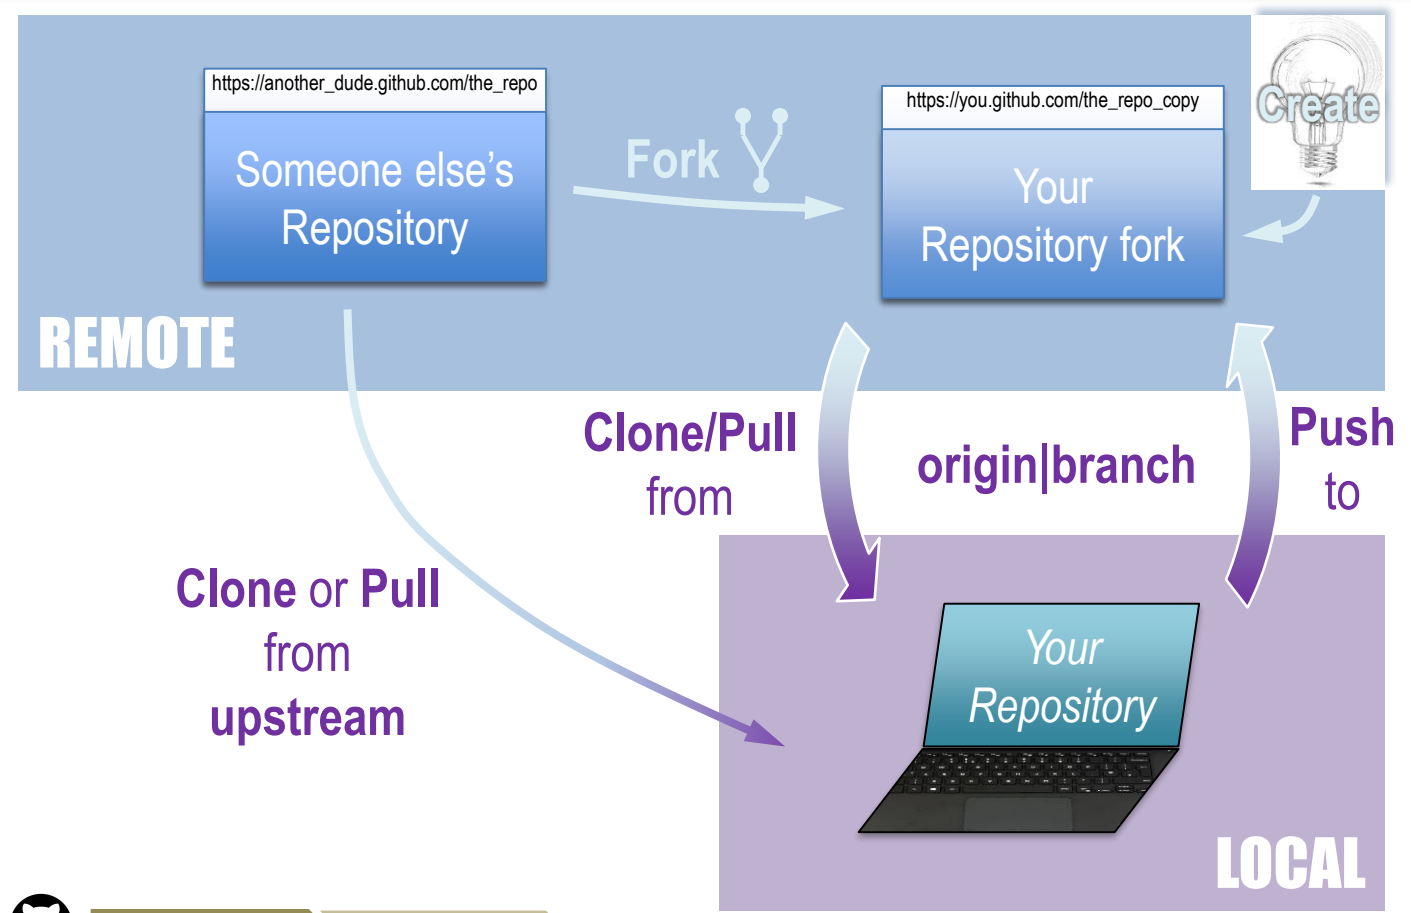 https://another_dude.github.com/the_repo
Someone else's
Repository
Fork
https://you.github.com/the_repo_copy
Your
Repository fork
Create
REMOTE
Clone/Pull
from
origin|branch
Push
to
Clone or Pull
from
upstream
Your
Repository
LOCAL